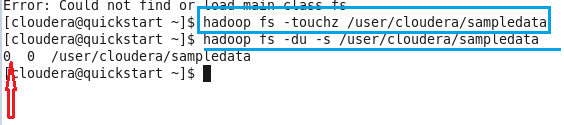 Error: Could not find or load main class fs
[cloudera@quickstart ~]$ hadoop fs -touchz /user/cloudera/sampledata
[cloudera@quickstart ~]$ hadoop fs -du -s /user/cloudera/sampledata
0  0  /user/cloudera/sampledata
[cloudera@quickstart ~]$